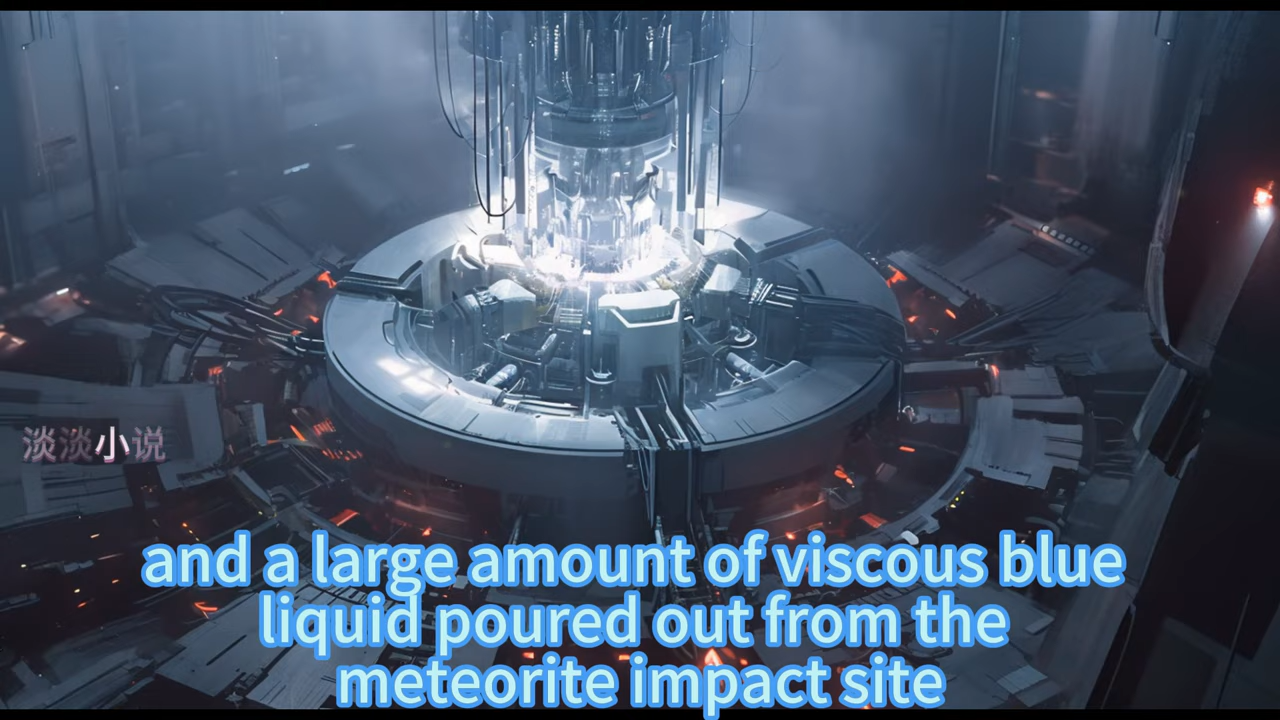 淡淡小说
and a large amount of viscous blue
liquid poured out from the
meteorite impact site